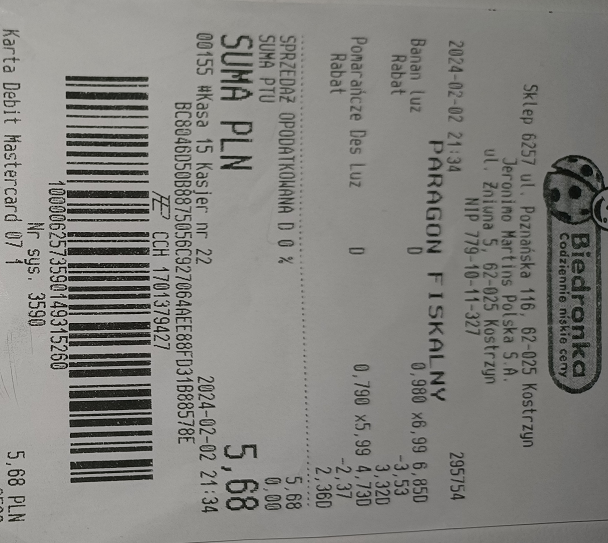 Biedronka
Codziennie niskie ceny
Sklep 6257 ul. Poznańska 116, 62-025 Kostrzyn
Jeronimo Martins Polska S.A.
ul. Żniwna 5, 62-025 Kostrzyn
NIP 779-10-11-327
2024-02-02 21:34 295754
PARAGON FISKALNY
Banan luz D 0,980 x6,99 6,85D
Rabat -3,53
3,32D
Pomarańcze Des Luz D 0,790 x5,99 4,73D
Rabat -2,37
2,36D
SPRZEDAŻ OPODATKOWANA D 0 % 5,68
SUMA PTU 0,00
SUMA PLN 5,68
00155 #Kasa 15 Kasjer nr 22 2024-02-02 21:34
BC8048D50B8875056C927064AEE88FD31B88578E
CCH 1701379427
1000062573590149315260
Nr sys. 3590
Karta Debit Mastercard 07 1 5,68 PLN